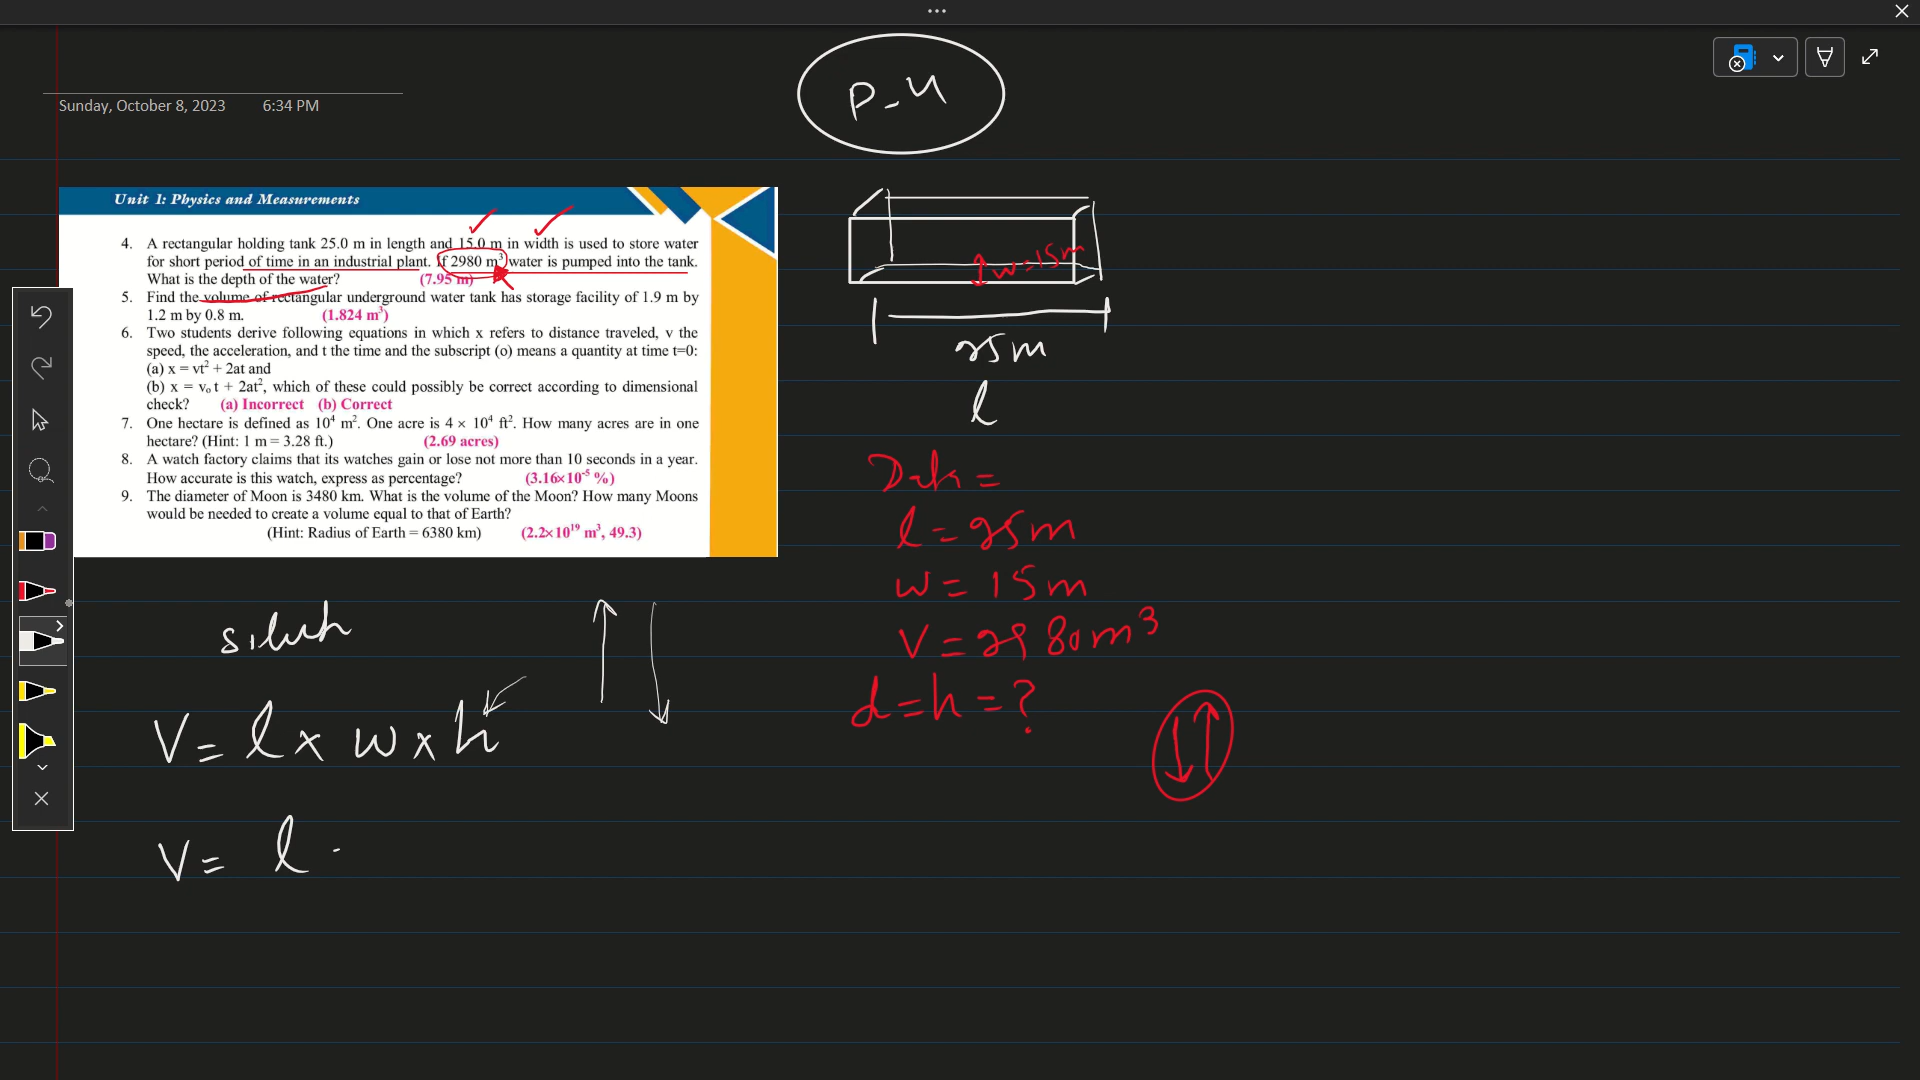 Sunday, October 8, 2023 6:34 PM
P-4
Unit 1: Physics and Measurements
4. A rectangular holding tank 25.0 m in length and 15.0 m in width is used to store water
for short period of time in an industrial plant. If 2980 m³ water is pumped into the tank.
What is the depth of the water? (7.95 m)
5. Find the volume of rectangular underground water tank has storage facility of 1.9 m by
1.2 m by 0.8 m. (1.824 m³)
6. Two students derive following equations in which x refers to distance traveled, v the
speed, the acceleration, and t the time and the subscript (o) means a quantity at time t=0:
(a) x = vt² + 2at and
(b) x = vₒt + 2at², which of these could possibly be correct according to dimensional
check? (a) Incorrect (b) Correct
7. One hectare is defined as 10⁴ m². One acre is 4 × 10⁴ ft². How many acres are in one
hectare? (Hint: 1 m = 3.28 ft.) (2.69 acres)
8. A watch factory claims that its watches gain or lose not more than 10 seconds in a year.
How accurate is this watch, express as percentage? (3.16×10⁻⁵ %)
9. The diameter of Moon is 3480 km. What is the volume of the Moon? How many Moons
would be needed to create a volume equal to that of Earth?
(Hint: Radius of Earth = 6380 km) (2.2×10¹⁹ m³, 49.3)
w=15m
25m
l
l = 25m
w = 15m
V = 2980m³
d = h = ?
V = l x w x h
V = l